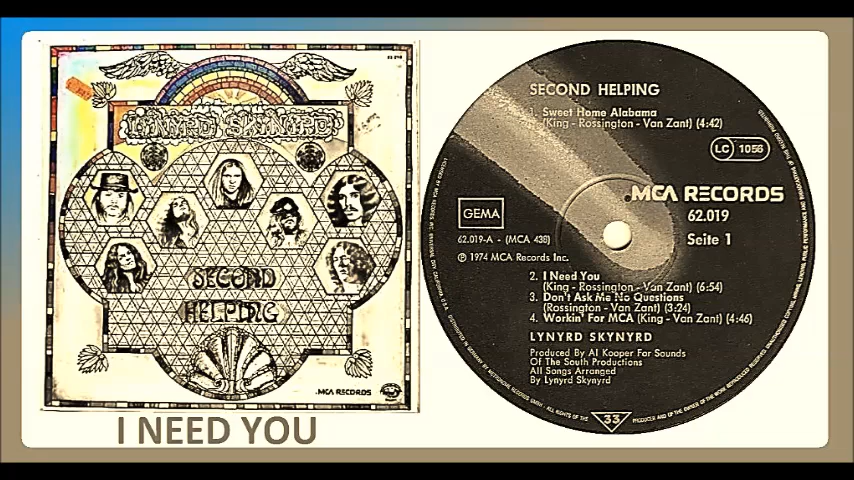 LYNYRD SKYNYRD
SECOND
HELPING
MCA RECORDS
I NEED YOU
SECOND HELPING
1. Sweet Home Alabama
(King - Rossington - Van Zant) (4:42)
LC 1056
MCA RECORDS
62.019
GEMA
Seite 1
62.019-A - (MCA 438)
℗ 1974 MCA Records Inc.
2. I Need You
(King - Rossington - Van Zant) (6:54)
3. Don't Ask Me No Questions
(Rossington - Van Zant) (3:24)
4. Workin' For MCA (King - Van Zant) (4:46)
LYNYRD SKYNYRD
Produced By Al Kooper For Sounds
Of The South Productions
All Songs Arranged
By Lynyrd Skynyrd
33